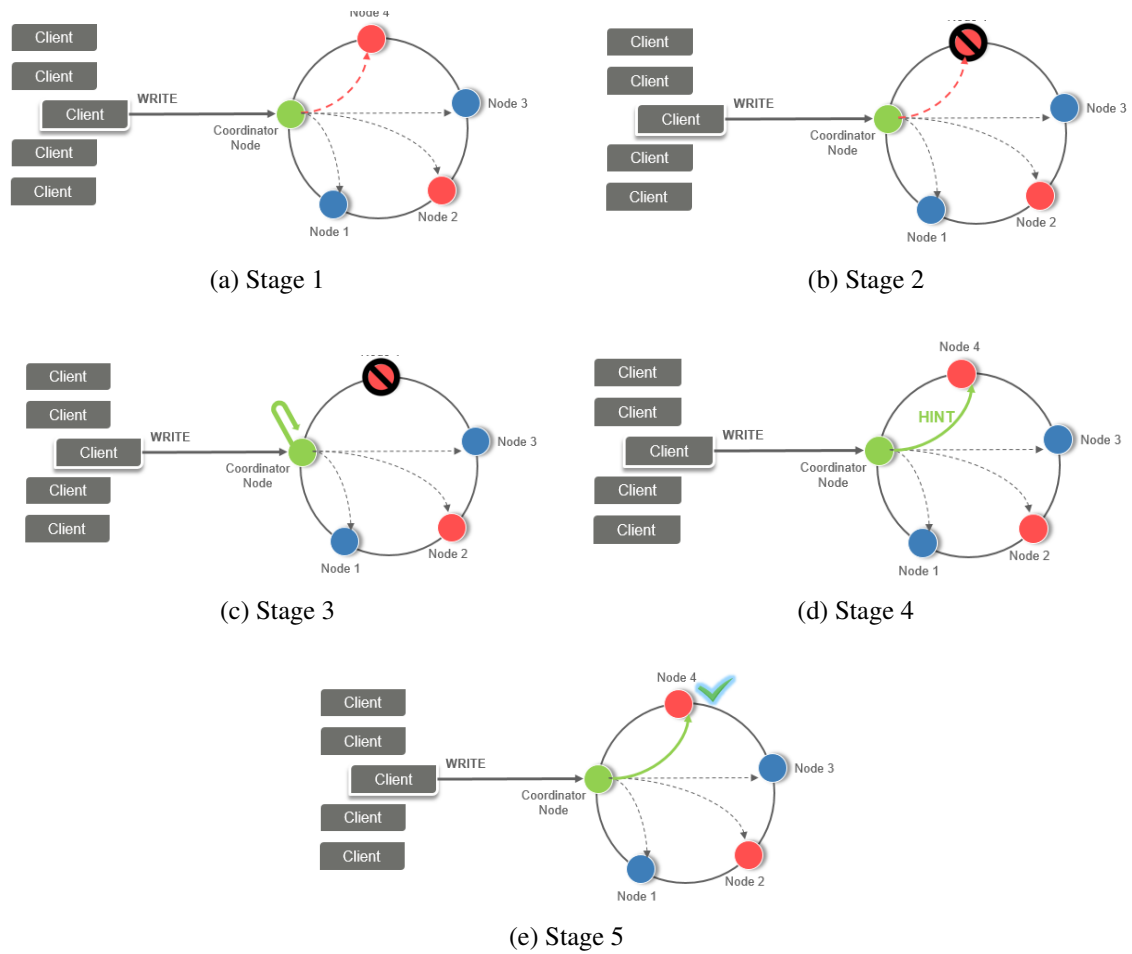 Node 4
Client
Client
Client
Client
Client
WRITE
Coordinator
Node
Node 3
Node 2
Node 1
(a) Stage 1
Client
Client
Client
Client
Client
WRITE
Coordinator
Node
Node 3
Node 2
Node 1
(b) Stage 2
Client
Client
Client
Client
Client
WRITE
Coordinator
Node
Node 3
Node 2
Node 1
(c) Stage 3
Node 4
Client
Client
Client
Client
Client
WRITE
HINT
Coordinator
Node
Node 3
Node 2
Node 1
(d) Stage 4
Node 4
Client
Client
Client
Client
Client
WRITE
Coordinator
Node
Node 3
Node 2
Node 1
(e) Stage 5